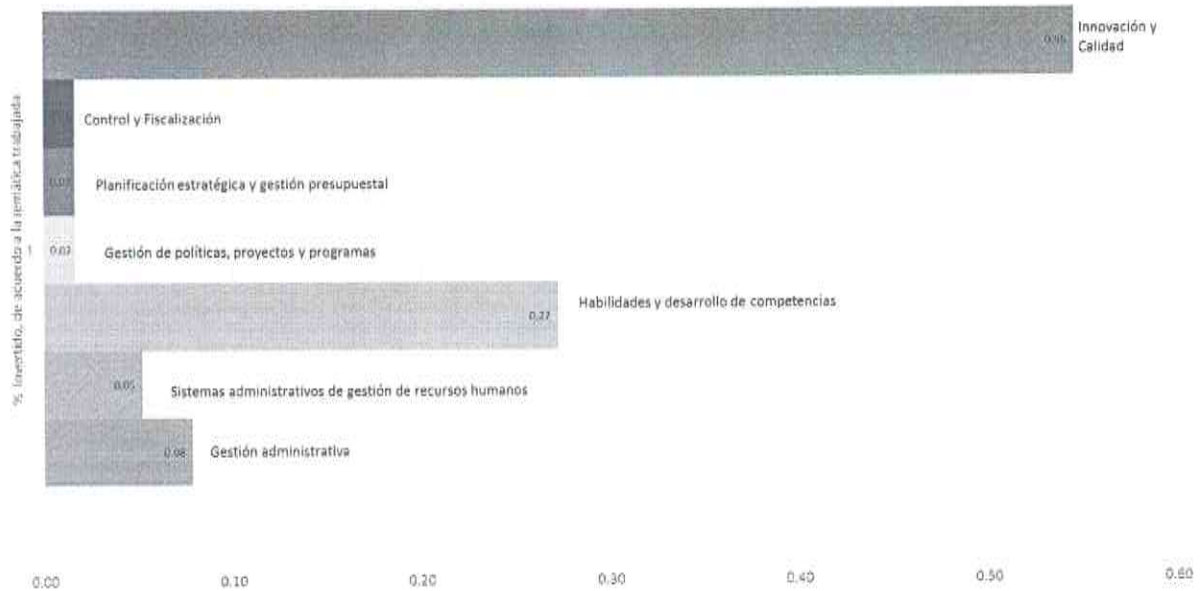 Innovación y
Calidad
Control y Fiscalización
Planificación estratégica y gestión presupuestal
0.02
Gestión de políticas, proyectos y programas
Habilidades y desarrollo de competencias
0.27
0.05
Sistemas administrativos de gestión de recursos humanos
0.08
Gestión administrativa
% Invertido, de acuerdo a la temática trabajada
1
0.00
0.10
0.20
0.30
0.40
0.50
0.60